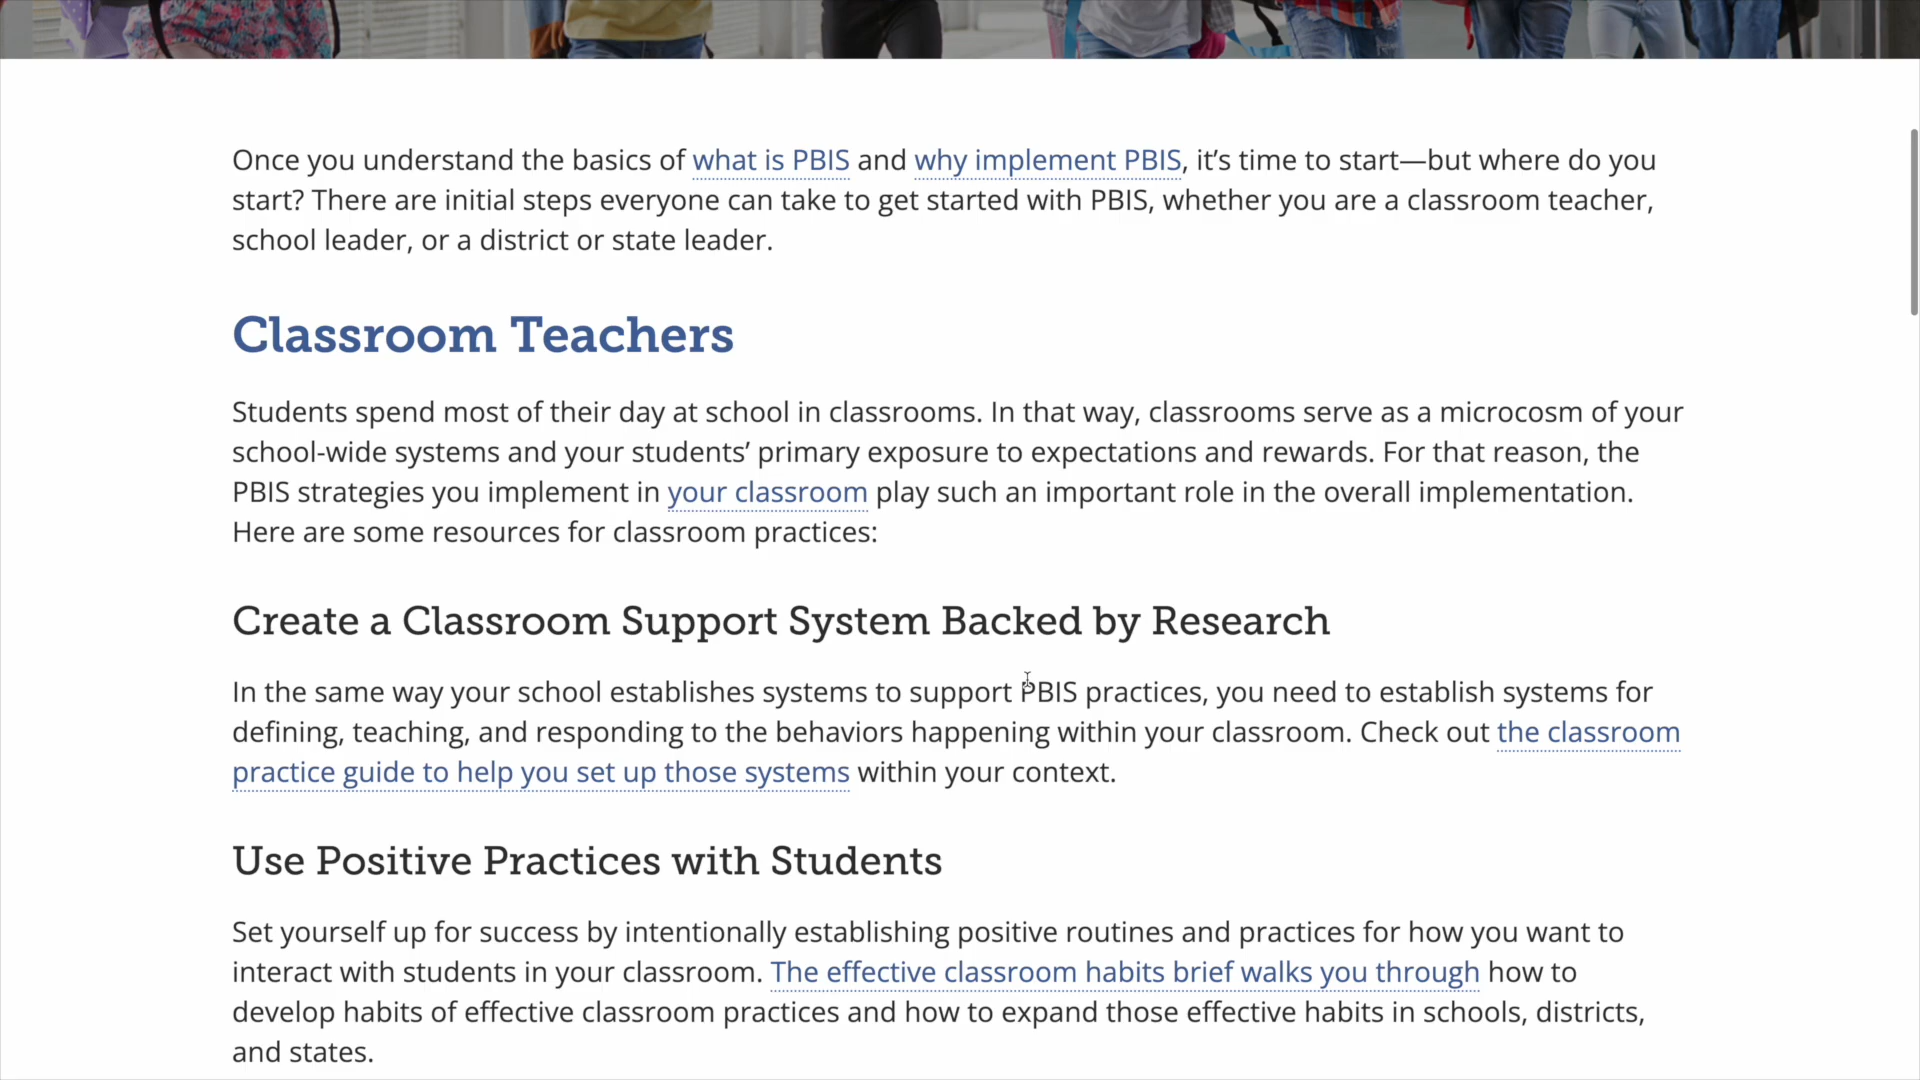 Once you understand the basics of what is PBIS and why implement PBIS, it’s time to start—but where do you
start? There are initial steps everyone can take to get started with PBIS, whether you are a classroom teacher,
school leader, or a district or state leader.
Classroom Teachers
Students spend most of their day at school in classrooms. In that way, classrooms serve as a microcosm of your
school-wide systems and your students’ primary exposure to expectations and rewards. For that reason, the
PBIS strategies you implement in your classroom play such an important role in the overall implementation.
Here are some resources for classroom practices:
Create a Classroom Support System Backed by Research
In the same way your school establishes systems to support PBIS practices, you need to establish systems for
defining, teaching, and responding to the behaviors happening within your classroom. Check out the classroom
practice guide to help you set up those systems within your context.
Use Positive Practices with Students
Set yourself up for success by intentionally establishing positive routines and practices for how you want to
interact with students in your classroom. The effective classroom habits brief walks you through how to
develop habits of effective classroom practices and how to expand those effective habits in schools, districts,
and states.